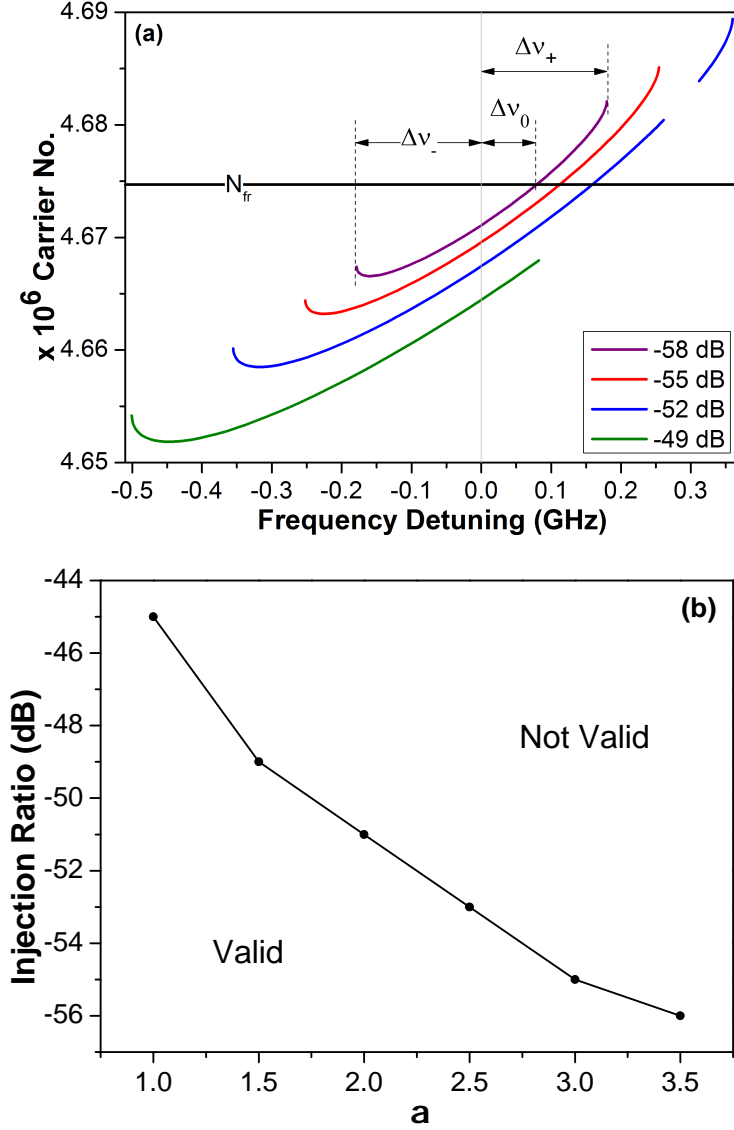 (a)
4.69
4.68
4.67
4.66
4.65
x 10⁶ Carrier No.
Δν₊
Δν₋
Δν₀
N_fr
-58 dB
-55 dB
-52 dB
-49 dB
-0.5 -0.4 -0.3 -0.2 -0.1 0.0 0.1 0.2 0.3
Frequency Detuning (GHz)
(b)
-44
-46
-48
-50
-52
-54
-56
Injection Ratio (dB)
Not Valid
Valid
1.0 1.5 2.0 2.5 3.0 3.5
a